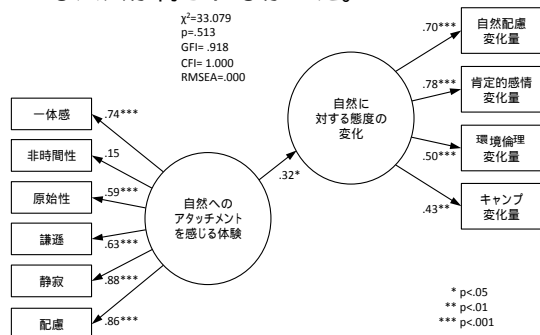 χ²=33.079
p=.513
GFI= .918
CFI= 1.000
RMSEA=.000
.70***
自然配慮
変化量
.78***
肯定的感情
変化量
自然に
対する態度の
変化
.50***
環境倫理
変化量
.43**
キャンプ
変化量
.32*
一体感
.74***
非時間性
.15
原始性
.59***
自然への
アタッチメント
を感じる体験
謙遜
.63***
静寂
.88***
配慮
.86***
* p<.05
** p<.01
*** p<.001